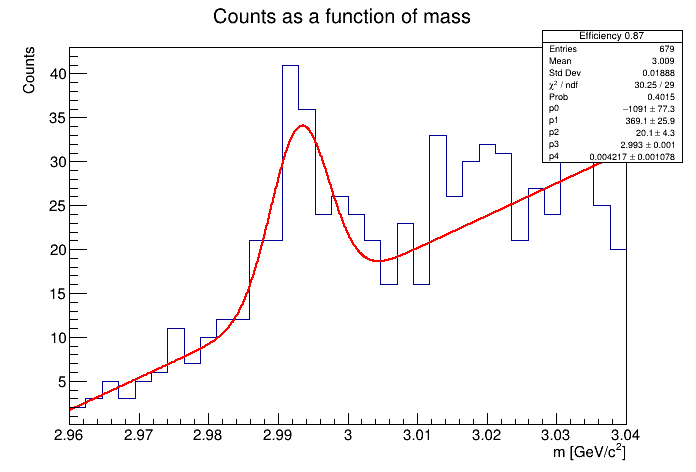 Counts as a function of mass
Efficiency 0.87
Entries 679
Mean 3.009
Std Dev 0.01888
χ² / ndf 30.25 / 29
Prob 0.4015
p0 −1091 ± 77.3
p1 369.1 ± 25.9
p2 20.1 ± 4.3
p3 2.993 ± 0.001
p4 0.004217 ± 0.001078
Counts
40
35
30
25
20
15
10
5
2.96 2.97 2.98 2.99 3 3.01 3.02 3.03 3.04
m [GeV/c²]